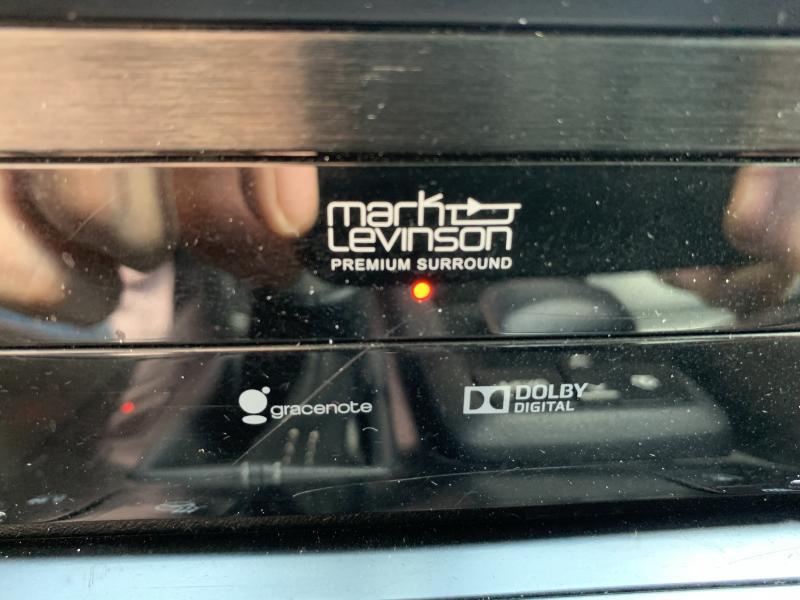 mark
Levinson
PREMIUM SURROUND
gracenote
DOLBY
DIGITAL